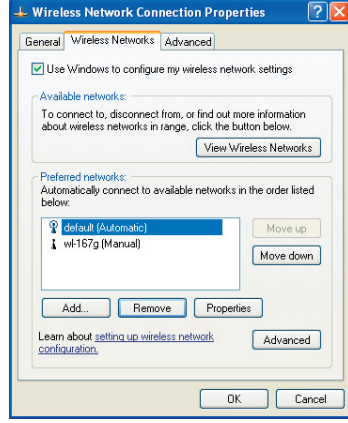 Wireless Network Connection Properties
General Wireless Networks Advanced
Use Windows to configure my wireless network settings
Available networks:
To connect to, disconnect from, or find out more information
about wireless networks in range, click the button below.
View Wireless Networks
Preferred networks:
Automatically connect to available networks in the order listed
below:
default (Automatic)
wl-167g (Manual)
Move up
Move down
Add... Remove Properties
Learn about setting up wireless network
configuration.
Advanced
OK Cancel